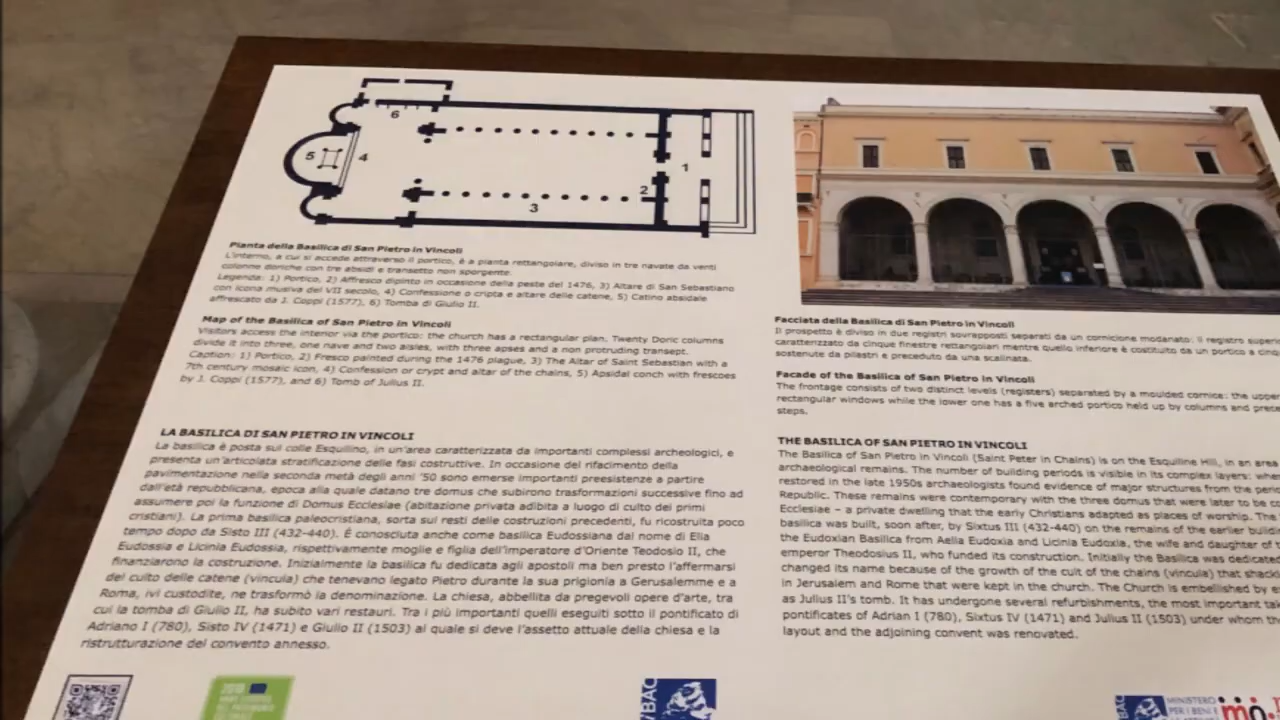 6
5
4
1
2
3
Pianta della Basilica di San Pietro in Vincoli
L'interno, a cui si accede attraverso il portico, è a pianta rettangolare, diviso in tre navate da venti
colonne doriche con tre absidi e transetto non sporgente.
Legenda: 1) Portico, 2) Affresco dipinto in occasione della peste del 1476, 3) Altare di San Sebastiano
con icona musiva del VII secolo, 4) Confessione o cripta e altare delle catene, 5) Catino absidale
affrescato da J. Coppi (1577), 6) Tomba di Giulio II.
Map of the Basilica of San Pietro in Vincoli
Visitors access the interior via the portico: the church has a rectangular plan. Twenty Doric columns
divide it into three, one nave and two aisles, with three apses and a non protruding transept.
Caption: 1) Portico, 2) Fresco painted during the 1476 plague, 3) The Altar of Saint Sebastian with a
7th century mosaic icon, 4) Confession or crypt and altar of the chains, 5) Apsidal conch with frescoes
by J. Coppi (1577), and 6) Tomb of Julius II.
Facciata della Basilica di San Pietro in Vincoli
Il prospetto è diviso in due registri sovrapposti separati da un cornicione modanato: il registro
caratterizzato da cinque finestre rettangolari mentre quello inferiore è costituito da un portico a
sostenute da pilastri e preceduto da una scalinata.
Facade of the Basilica of San Pietro in Vincoli
The frontage consists of two distinct levels (registers) separated by a moulded cornice: the upper
rectangular windows while the lower one has a five arched portico held up by columns and
steps.
LA BASILICA DI SAN PIETRO IN VINCOLI
La basilica è posta sul colle Esquilino, in un'area caratterizzata da importanti complessi archeologici, e
presenta un'articolata stratificazione delle fasi costruttive. In occasione del rifacimento della
pavimentazione nella seconda metà degli anni '50 sono emerse importanti preesistenze a partire
dall'età repubblicana, epoca alla quale datano tre domus che subirono trasformazioni successive fino ad
assumere poi la funzione di Domus Ecclesiae (abitazione privata adibita a luogo di culto dei primi
cristiani). La prima basilica paleocristiana, sorta sui resti delle costruzioni precedenti, fu ricostruita poco
tempo dopo da Sisto III (432-440). È conosciuta anche come basilica Eudossiana dal nome di Elia
Eudossia e Licinia Eudossia, rispettivamente moglie e figlia dell'imperatore d'Oriente Teodosio II, che
finanziarono la costruzione. Inizialmente la basilica fu dedicata agli apostoli ma ben presto l'affermarsi
del culto delle catene (vincula) che tenevano legato Pietro durante la sua prigionia a Gerusalemme e a
Roma, ivi custodite, ne trasformò la denominazione. La chiesa, abbellita da pregevoli opere d'arte, tra
cui la tomba di Giulio II, ha subito vari restauri. Tra i più importanti quelli eseguiti sotto il pontificato di
Adriano I (780), Sisto IV (1471) e Giulio II (1503) al quale si deve l'assetto attuale della chiesa e la
ristrutturazione del convento annesso.
THE BASILICA OF SAN PIETRO IN VINCOLI
The Basilica of San Pietro in Vincoli (Saint Peter in Chains) is on the Esquiline Hill, in an area
archaeological remains. The number of building periods is visible in its complex layers: when
restored in the late 1950s archaeologists found evidence of major structures from the
Republic. These remains were contemporary with the three domus that were later to be
Ecclesiae – a private dwelling that the early Christians adapted as places of worship. The
basilica was built, soon after, by Sixtus III (432-440) on the remains of the earlier
the Eudoxian Basilica from Aelia Eudoxia and Licinia Eudoxia, the wife and daughter of
emperor Theodosius II, who funded its construction. Initially the Basilica was dedicated
changed its name because of the growth of the cult of the chains (vincula) that
in Jerusalem and Rome that were kept in the church. The Church is embellished by
as Julius II's tomb. It has undergone several refurbishments, the most important
pontificates of Adrian I (780), Sixtus IV (1471) and Julius II (1503) under whom
layout and the adjoining convent was renovated.
2018
MINISTERO
PER I BENI E